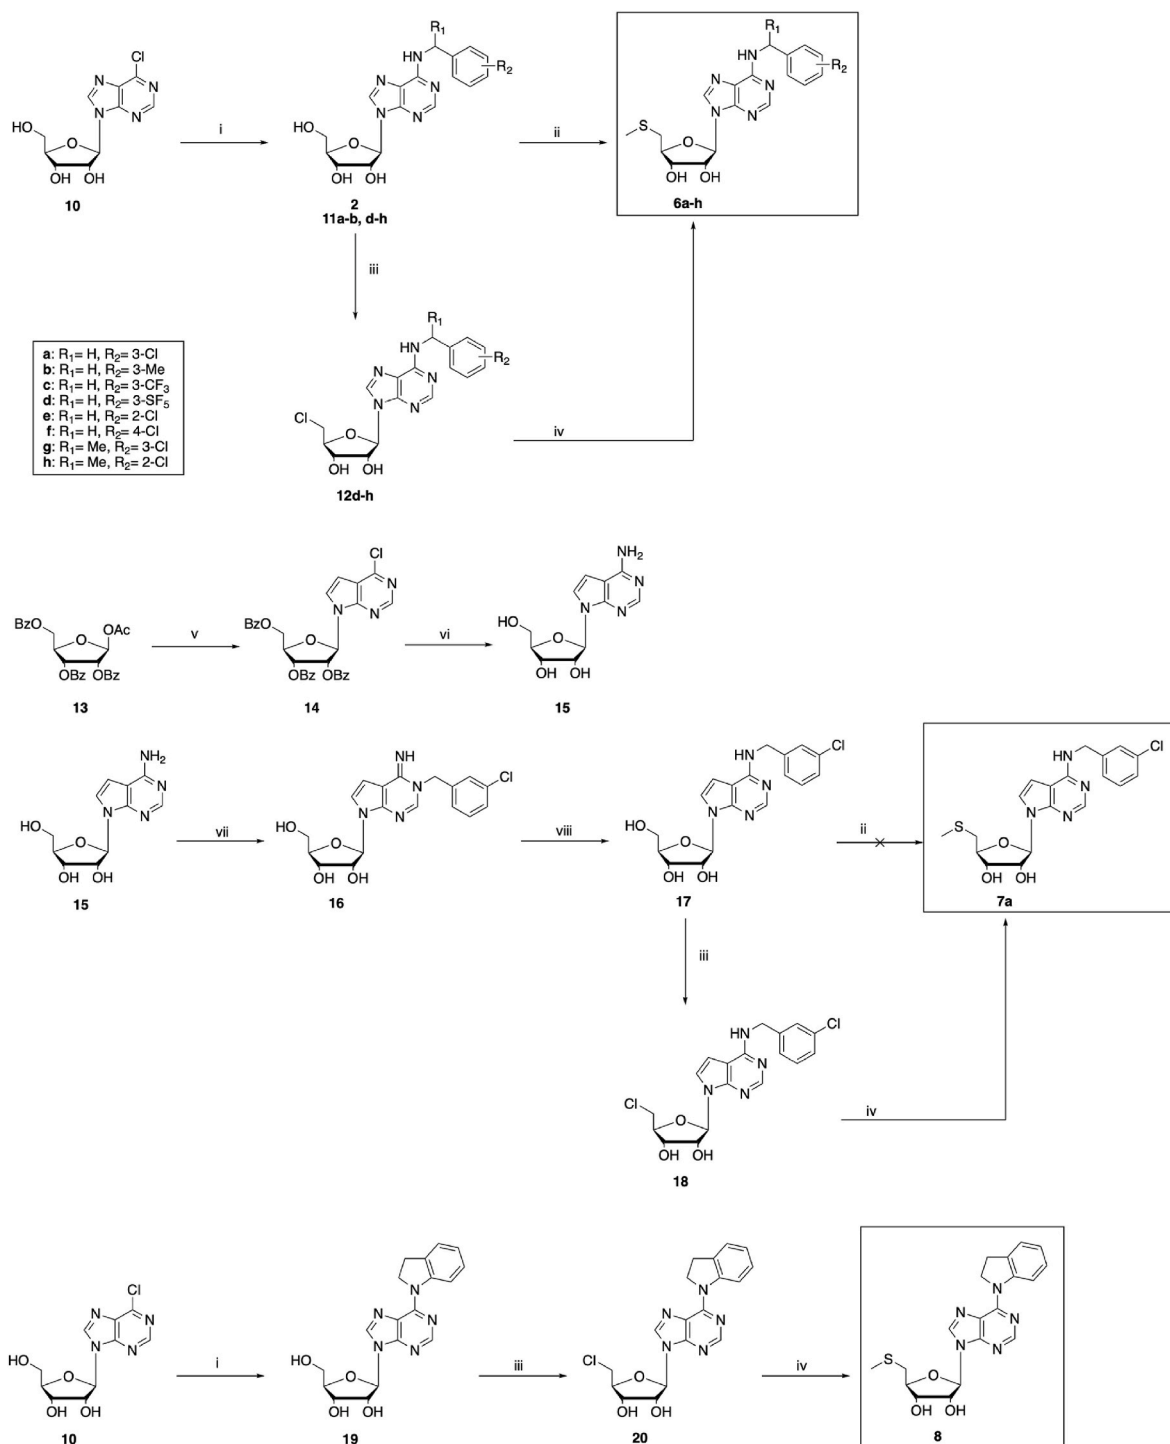 Cl
N
N
N
N
HO
O
OH OH
10
i
R1
HN
R2
N
N
N
N
HO
O
OH OH
2
11a-b, d-h
ii
R1
HN
R2
N
N
N
N
S
O
OH OH
6a-h
iii
a: R1= H, R2= 3-Cl
b: R1= H, R2= 3-Me
c: R1= H, R2= 3-CF3
d: R1= H, R2= 3-SF5
e: R1= H, R2= 2-Cl
f: R1= H, R2= 4-Cl
g: R1= Me, R2= 3-Cl
h: R1= Me, R2= 2-Cl
R1
HN
R2
N
N
N
N
Cl
O
OH OH
12d-h
iv
BzO
O
OAc
OBz OBz
13
v
Cl
N
N
N
BzO
O
OBz OBz
14
vi
NH2
N
N
N
HO
O
OH OH
15
NH2
N
N
N
HO
O
OH OH
15
vii
NH
Cl
N
N
N
HO
O
OH OH
16
viii
Cl
HN
N
N
N
HO
O
OH OH
17
ii
Cl
HN
N
N
N
S
O
OH OH
7a
iii
Cl
HN
N
N
N
Cl
O
OH OH
18
iv
Cl
N
N
N
N
HO
O
OH OH
10
i
N
N
N
N
N
HO
O
OH OH
19
iii
N
N
N
N
N
Cl
O
OH OH
20
iv
N
N
N
N
N
S
O
OH OH
8